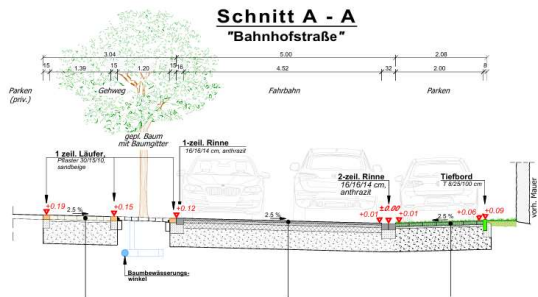 Schnitt A - A
"Bahnhofstraße"
3.04 5.00 2.08
15 1.39 15 1.20 15 16 4.52 32 2.00 8
Parken
(priv.)
Gehweg
Fahrbahn
Parken
gepl. Baum
mit Baumgitter
1 zeil. Läufer,
Pflaster 30/15/10,
sandbeige
1-zeil. Rinne
16/16/14 cm, anthrazit
2-zeil. Rinne
16/16/14 cm,
anthrazit
Tiefbord
T 8/25/100 cm
vorh. Mauer
+0.19 2.5 % +0.15 +0.12 2.5 % +0.01 ±0.00 +0.01 2.5 % +0.06 +0.09
Baumbewässerungs-
winkel